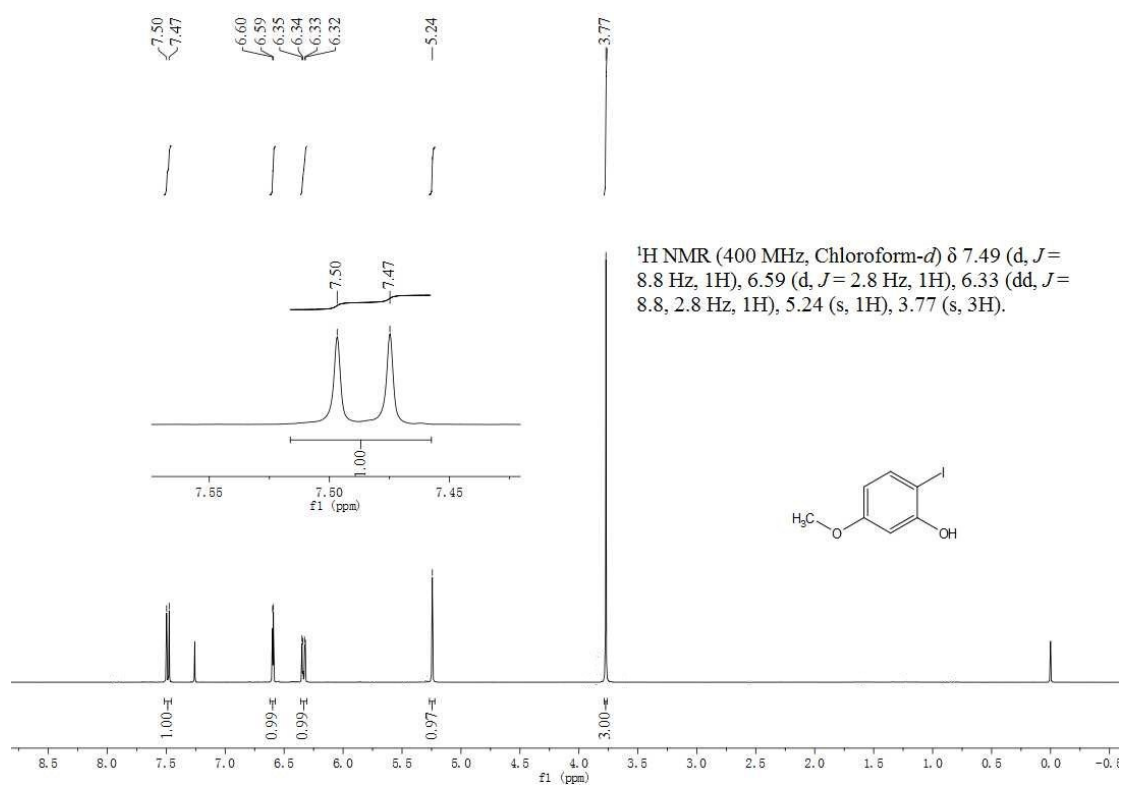 7.50
7.47
6.60
6.59
6.35
6.34
6.33
6.32
5.24
3.77
¹H NMR (400 MHz, Chloroform-d) δ 7.49 (d, J =
8.8 Hz, 1H), 6.59 (d, J = 2.8 Hz, 1H), 6.33 (dd, J =
8.8, 2.8 Hz, 1H), 5.24 (s, 1H), 3.77 (s, 3H).
7.50
7.47
1.00
7.55 7.50 7.45
f1 (ppm)
I
H₃C
O
OH
1.00
0.99
0.99
0.97
3.00
8.5 8.0 7.5 7.0 6.5 6.0 5.5 5.0 4.5 4.0 3.5 3.0 2.5 2.0 1.5 1.0 0.5 0.0
f1 (ppm)